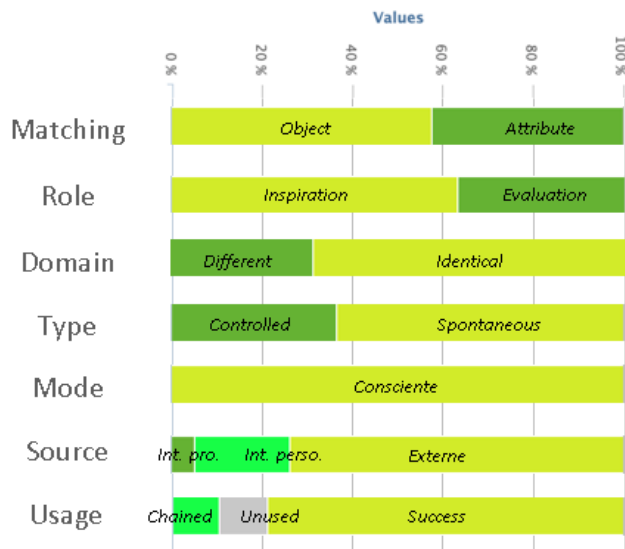 Values
0 %
20 %
40 %
60 %
80 %
100 %
Matching Object Attribute
Role Inspiration Evaluation
Domain Different Identical
Type Controlled Spontaneous
Mode Consciente
Source Int. pro. Int. perso. Externe
Usage Chained Unused Success